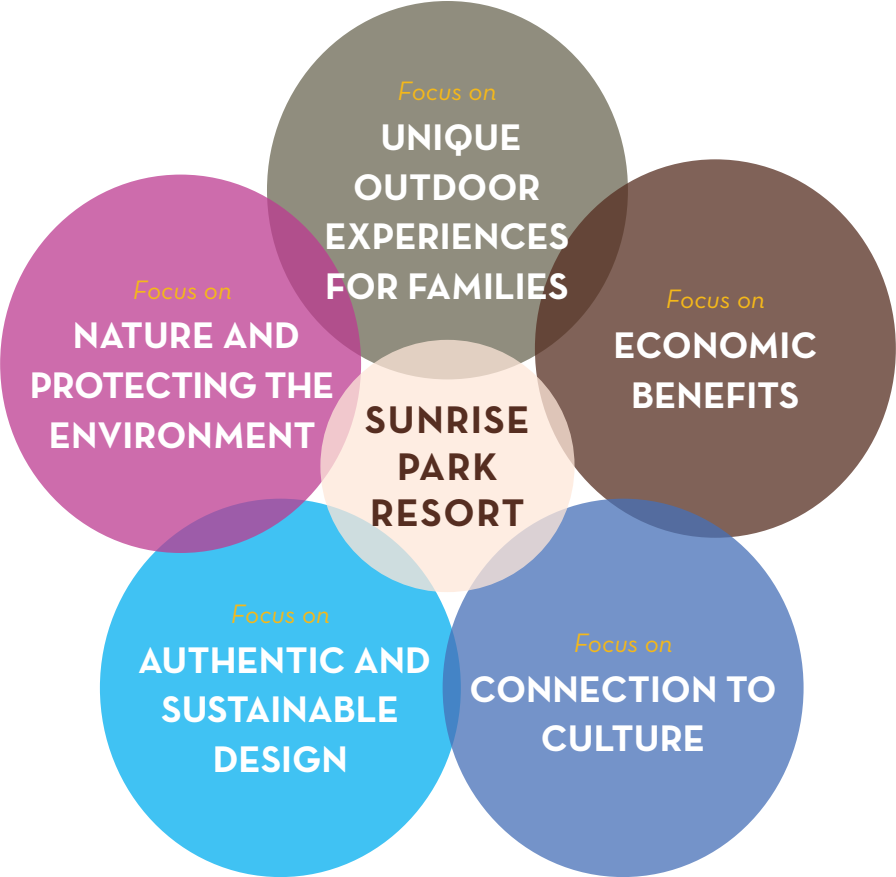 Focus on
UNIQUE
OUTDOOR
EXPERIENCES
FOR FAMILIES
Focus on
NATURE AND
PROTECTING THE
ENVIRONMENT
Focus on
ECONOMIC
BENEFITS
SUNRISE
PARK
RESORT
Focus on
AUTHENTIC AND
SUSTAINABLE
DESIGN
Focus on
CONNECTION TO
CULTURE